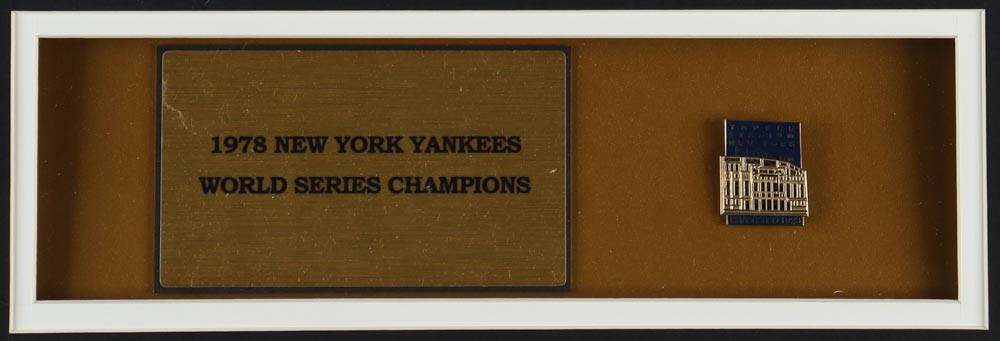 1978 NEW YORK YANKEES
WORLD SERIES CHAMPIONS